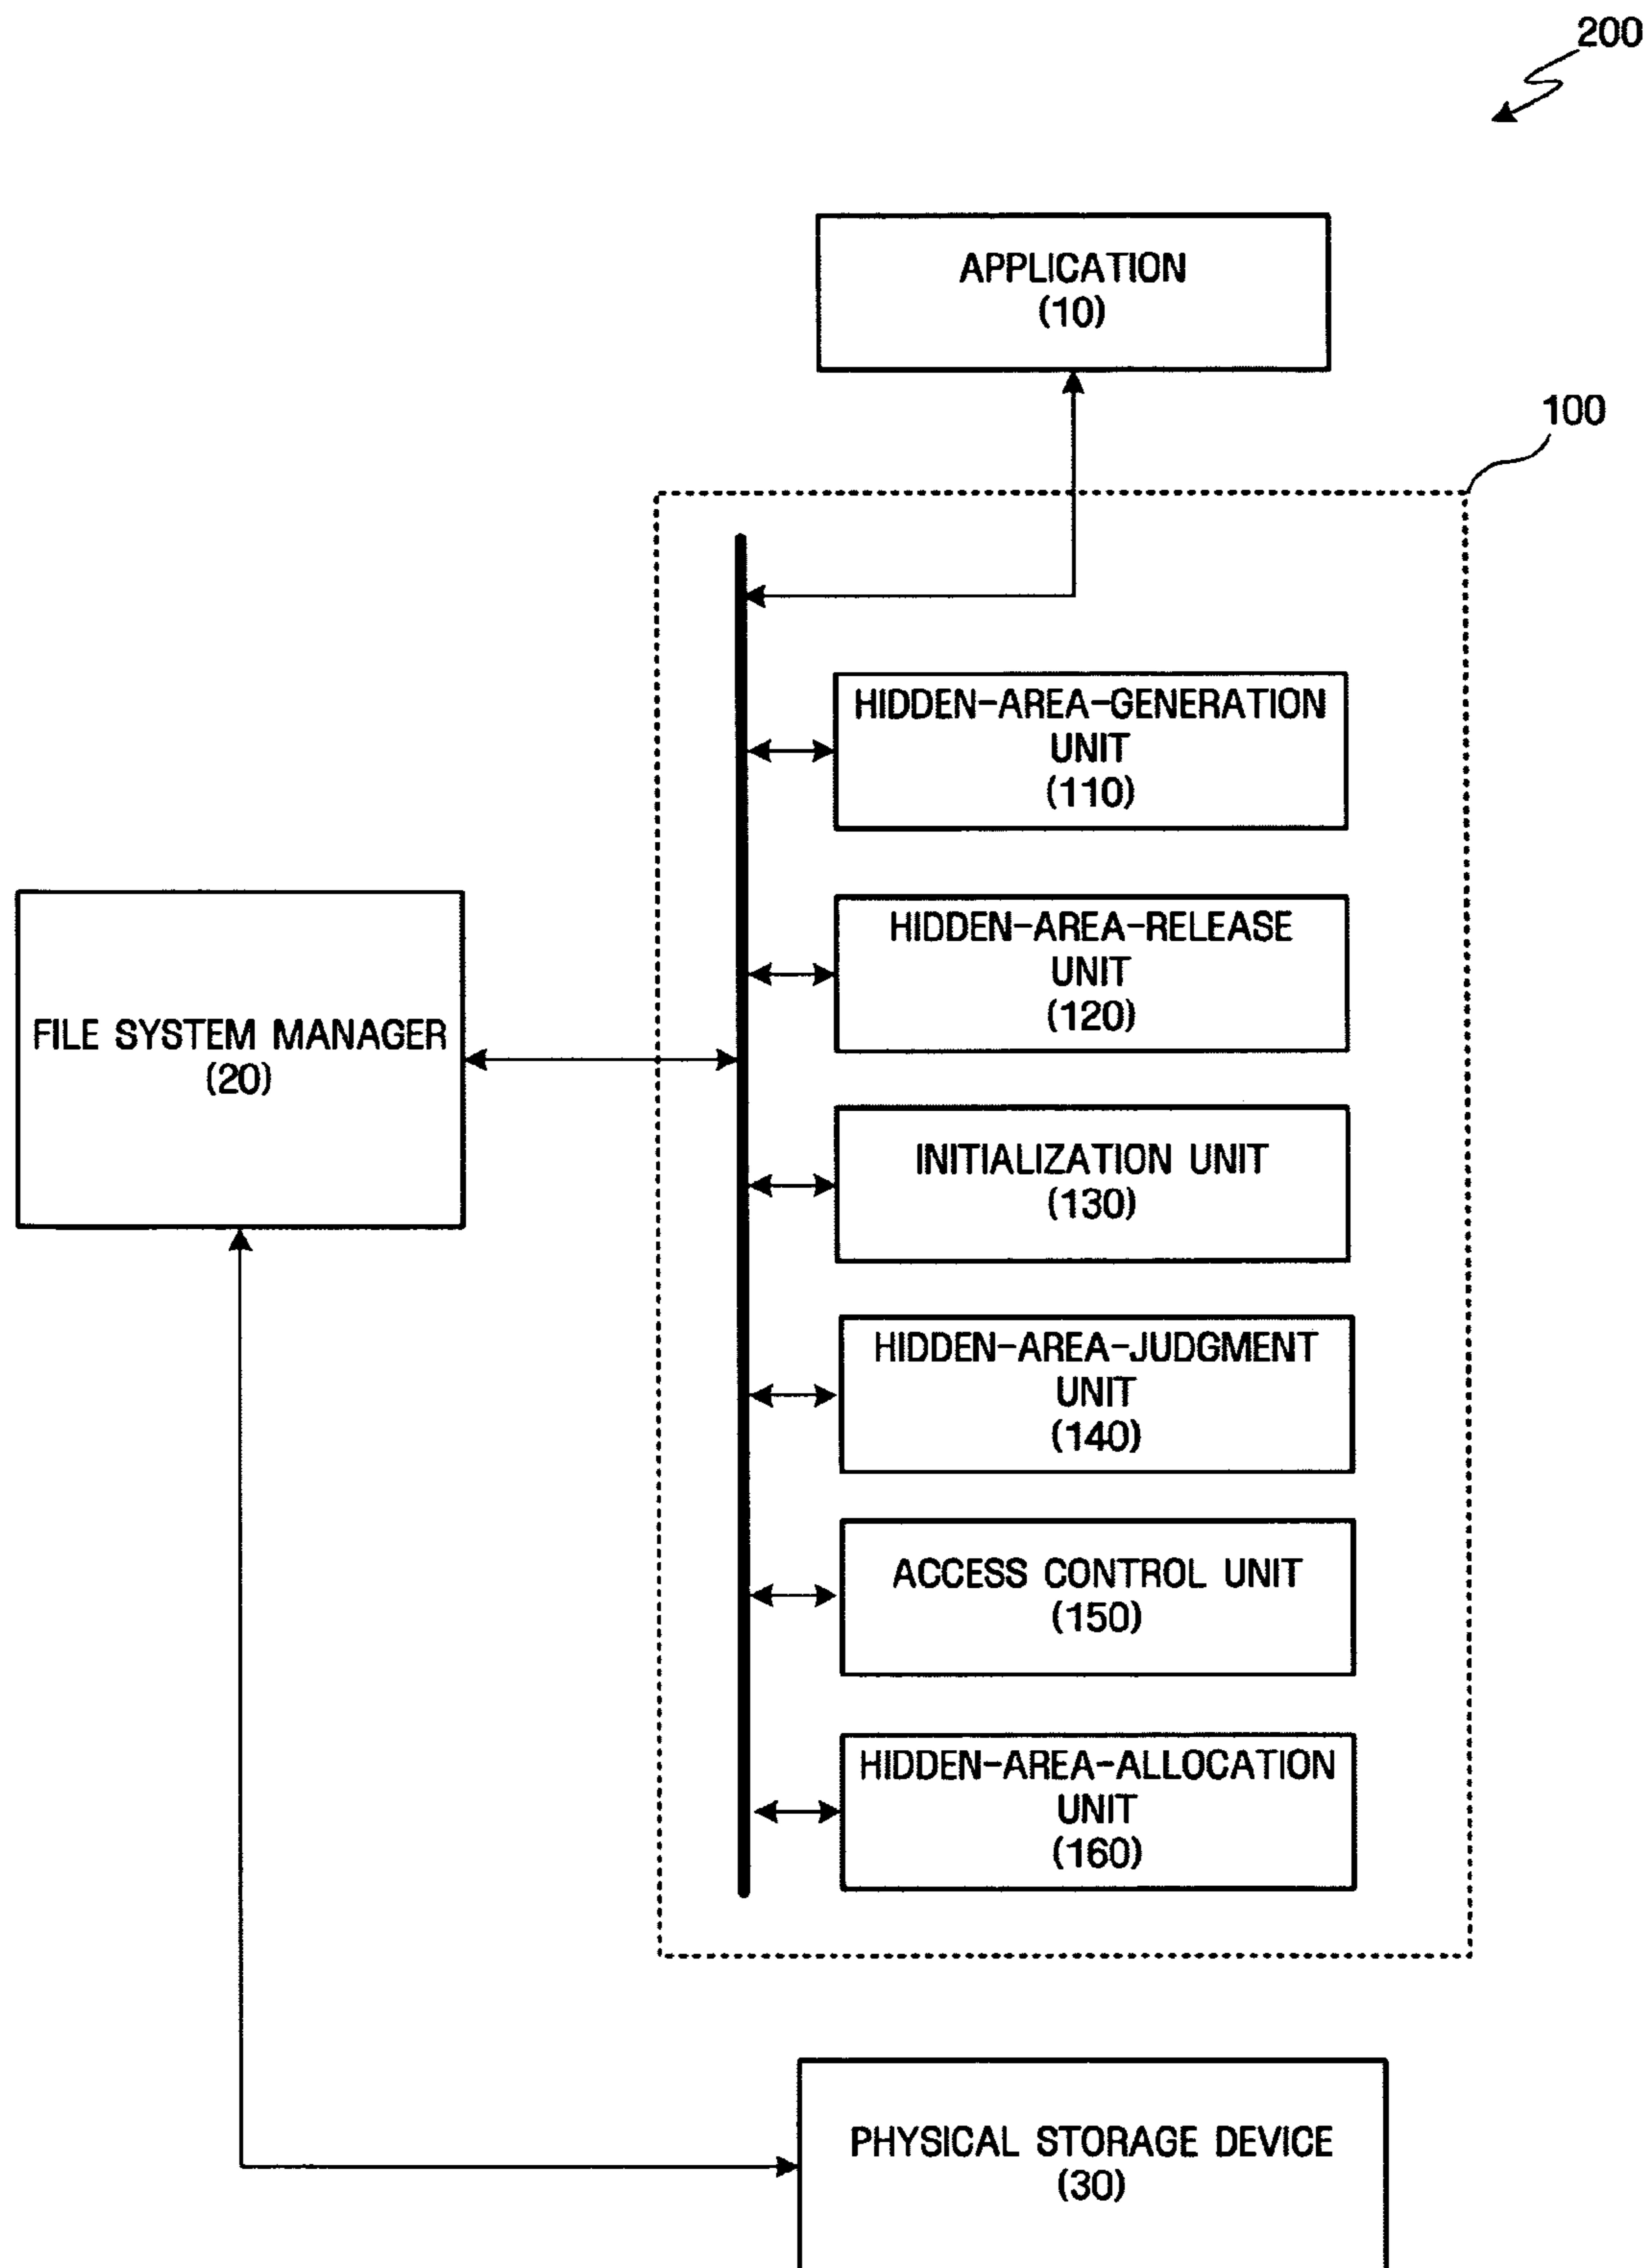 200
APPLICATION
(10)
100
HIDDEN-AREA-GENERATION
UNIT
(110)
HIDDEN-AREA-RELEASE
UNIT
(120)
FILE SYSTEM MANAGER
(20)
INITIALIZATION UNIT
(130)
HIDDEN-AREA-JUDGMENT
UNIT
(140)
ACCESS CONTROL UNIT
(150)
HIDDEN-AREA-ALLOCATION
UNIT
(160)
PHYSICAL STORAGE DEVICE
(30)